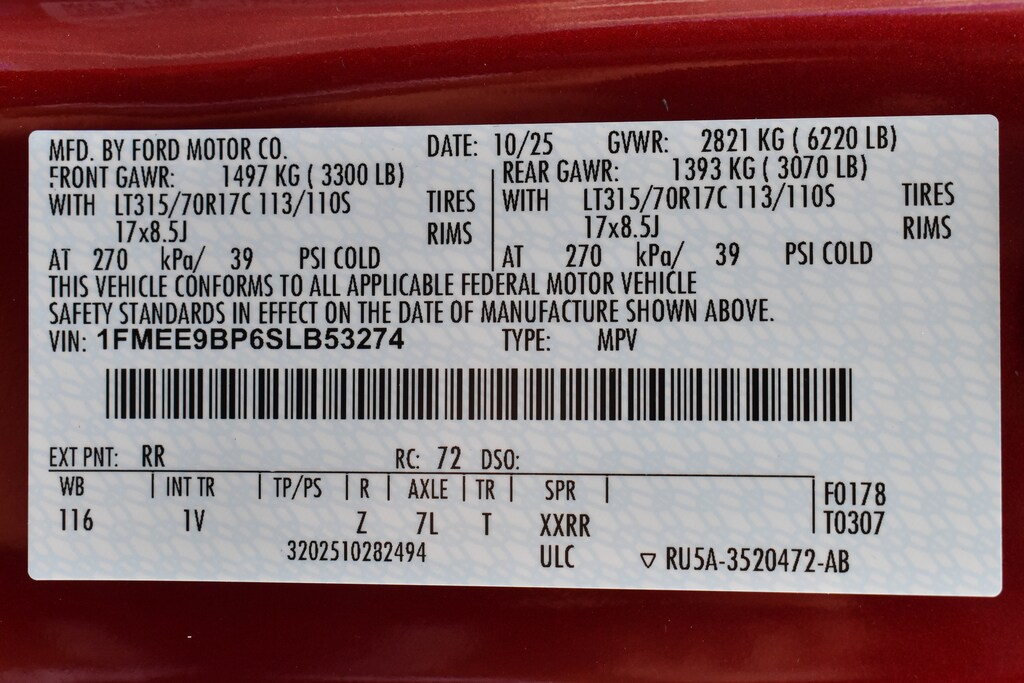 MFD. BY FORD MOTOR CO. DATE: 10/25 GVWR: 2821 KG ( 6220 LB)
FRONT GAWR: 1497 KG ( 3300 LB) REAR GAWR: 1393 KG ( 3070 LB)
WITH LT315/70R17C 113/110S TIRES WITH LT315/70R17C 113/110S TIRES
17x8.5J RIMS 17x8.5J RIMS
AT 270 kPa/ 39 PSI COLD AT 270 kPa/ 39 PSI COLD
THIS VEHICLE CONFORMS TO ALL APPLICABLE FEDERAL MOTOR VEHICLE
SAFETY STANDARDS IN EFFECT ON THE DATE OF MANUFACTURE SHOWN ABOVE.
VIN: 1FMEE9BP6SLB53274 TYPE: MPV
EXT PNT: RR RC: 72 DSO:
WB INT TR TP/PS R AXLE TR SPR F0178
116 1V Z 7L T XXRR T0307
3202510282494 ULC ▽ RU5A-3520472-AB